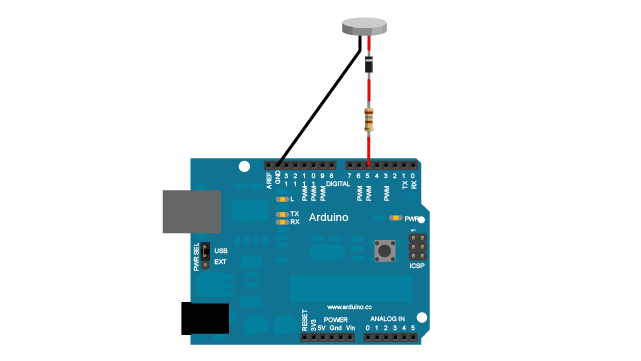 AREF
GND
13
12
11
10
9
8
7
6
5
4
3
2
1
0
PWM
PWM
PWM
DIGITAL
PWM
PWM
PWM
TX
RX
L
TX
RX
Arduino
PWR
1
PWR SEL
USB
EXT
ICSP
www.arduino.cc
RESET
3V3
5V
Gnd
Vin
POWER
ANALOG IN
0 1 2 3 4 5